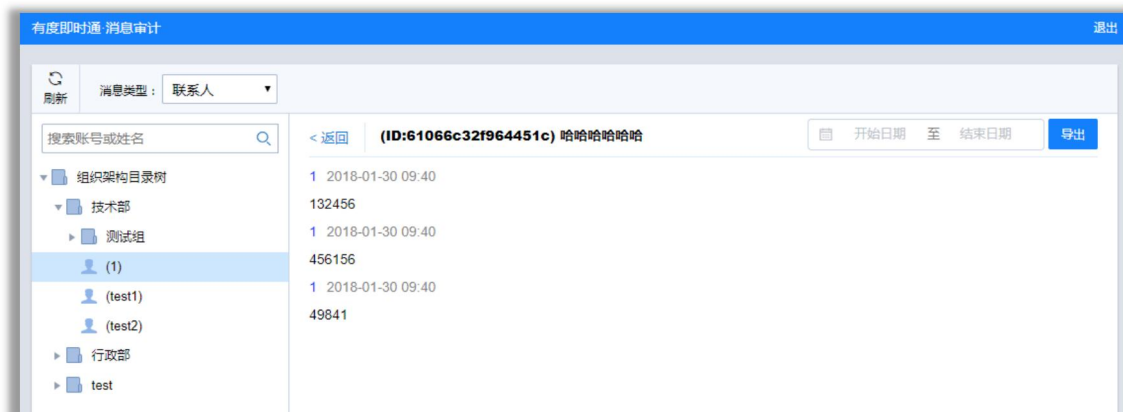 有度即时通·消息审计 退出
刷新 消息类型： 联系人
搜索账号或姓名
<返回 (ID:61066c32f964451c) 哈哈哈哈哈哈 开始日期 至 结束日期 导出
组织架构目录树
技术部
测试组
(1)
(test1)
(test2)
行政部
test
1 2018-01-30 09:40
132456
1 2018-01-30 09:40
456156
1 2018-01-30 09:40
49841